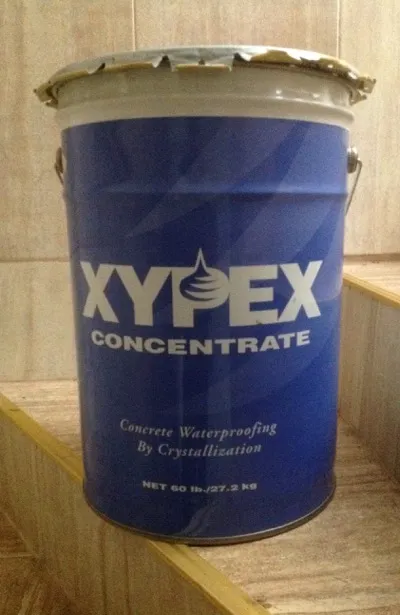 XYPEX
CONCENTRATE
Concrete Waterproofing
By Crystallization
NET 60 lb./27.2 kg